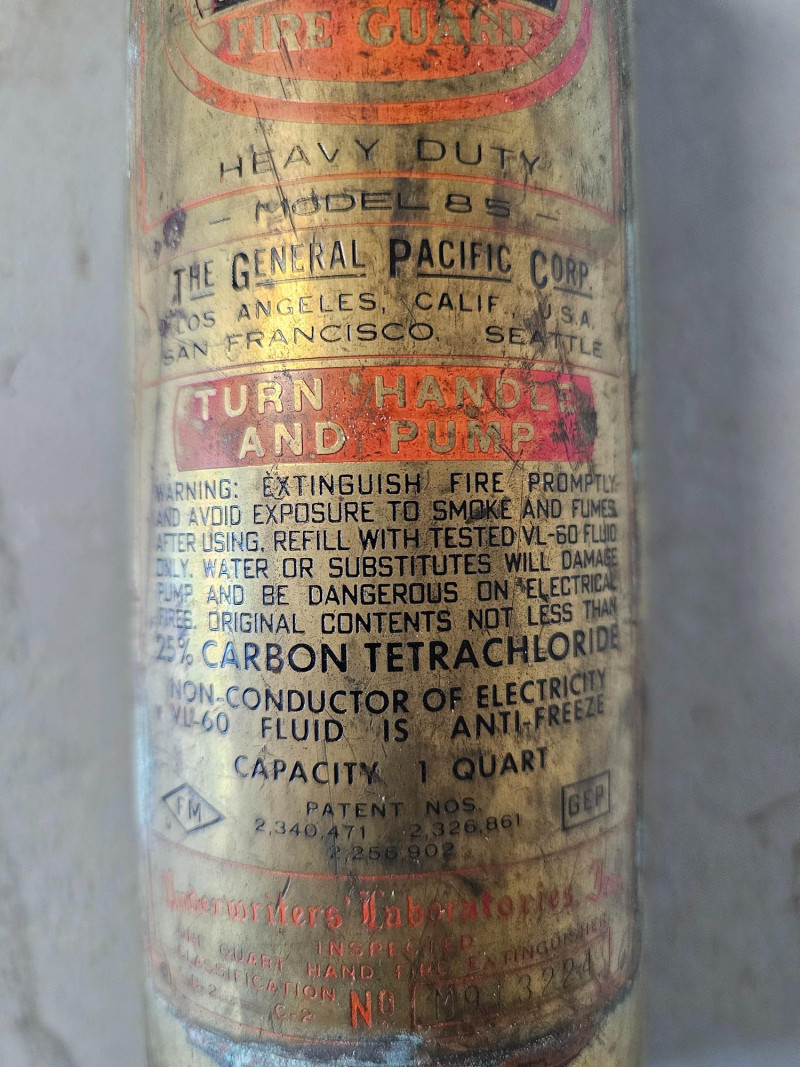 FIRE GUARD
HEAVY DUTY
- MODEL 85 -
THE GENERAL PACIFIC CORP.
LOS ANGELES, CALIF., U.S.A.
SAN FRANCISCO, SEATTLE
TURN HANDLE
AND PUMP
WARNING: EXTINGUISH FIRE PROMPTLY
AND AVOID EXPOSURE TO SMOKE AND FUMES.
AFTER USING, REFILL WITH TESTED VL-60 FLUID
ONLY. WATER OR SUBSTITUTES WILL DAMAGE
PUMP AND BE DANGEROUS ON ELECTRICAL
FIRES. ORIGINAL CONTENTS NOT LESS THAN
25% CARBON TETRACHLORIDE
NON-CONDUCTOR OF ELECTRICITY
VL-60 FLUID IS ANTI-FREEZE
CAPACITY 1 QUART
FM
PATENT NOS.
GEP
2,340,471 2,326,861
2,256,902
Underwriters' Laboratories, Inc.
INSPECTED
ONE QUART HAND FIRE EXTINGUISHER
CLASSIFICATION
B-2
C-2
No M913224